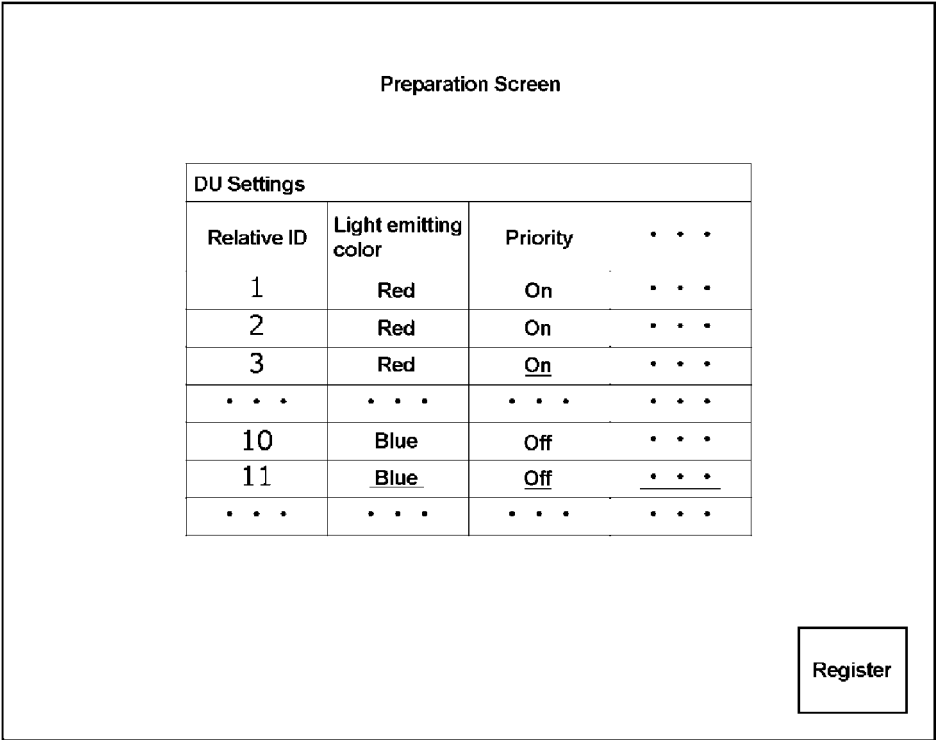 Preparation Screen
DU Settings
Relative ID Light emitting color Priority • • •
1 Red On • • •
2 Red On • • •
3 Red On • • •
• • • • • • • • • • • •
10 Blue Off • • •
11 Blue Off • • •
• • • • • • • • • • • •
Register